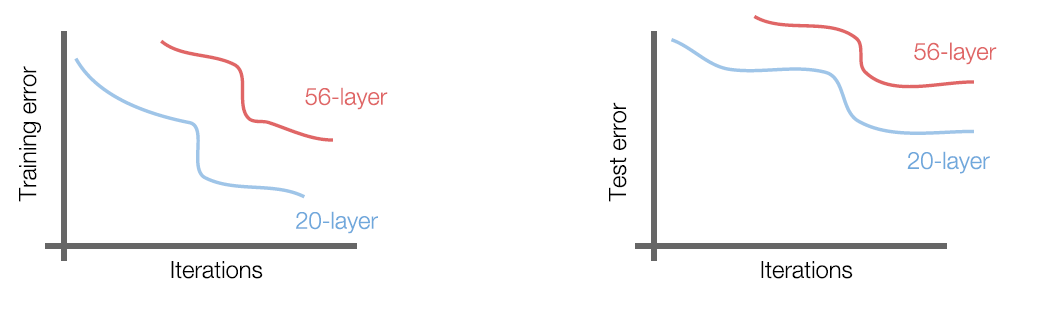 Training error
56-layer
20-layer
Iterations
Test error
56-layer
20-layer
Iterations